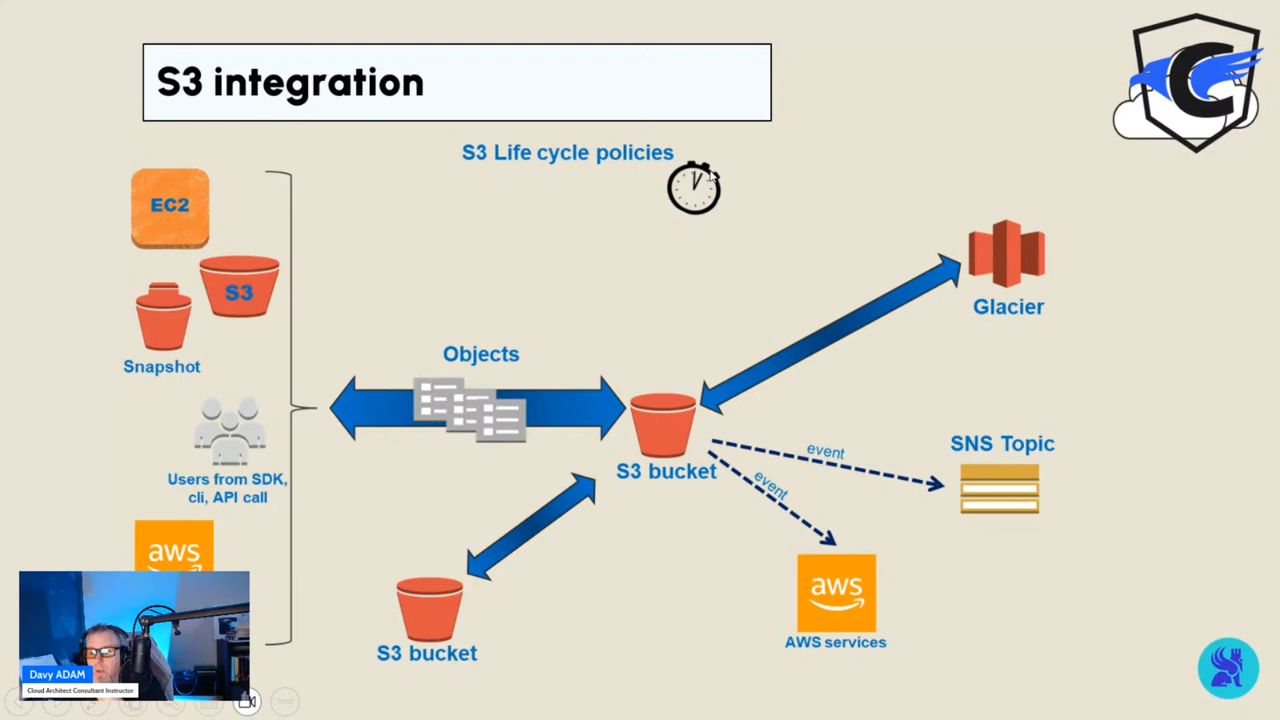 S3 integration
S3 Life cycle policies
EC2
S3
Snapshot
Objects
Glacier
Users from SDK,
cli, API call
S3 bucket
event
event
SNS Topic
aws
aws
AWS services
S3 bucket
Davy ADAM
Cloud Architect Consultant Instructor
C